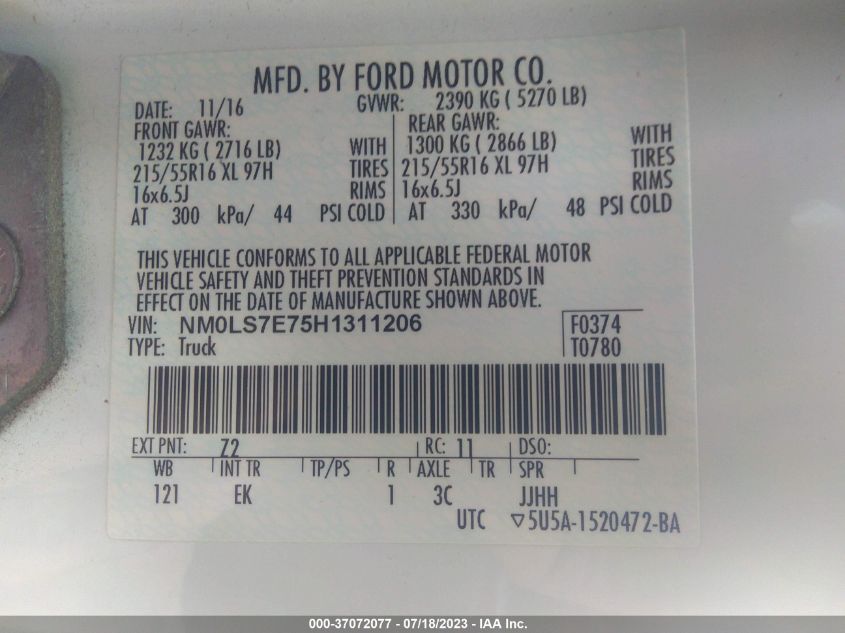 MFD. BY FORD MOTOR CO.
DATE: 11/16 GVWR: 2390 KG ( 5270 LB)
FRONT GAWR: REAR GAWR:
1232 KG ( 2716 LB) WITH 1300 KG ( 2866 LB) WITH
215/55R16 XL 97H TIRES 215/55R16 XL 97H TIRES
16x6.5J RIMS 16x6.5J RIMS
AT 300 kPa/ 44 PSI COLD AT 330 kPa/ 48 PSI COLD
THIS VEHICLE CONFORMS TO ALL APPLICABLE FEDERAL MOTOR
VEHICLE SAFETY AND THEFT PREVENTION STANDARDS IN
EFFECT ON THE DATE OF MANUFACTURE SHOWN ABOVE.
VIN: NM0LS7E75H1311206 F0374
TYPE: Truck T0780
EXT PNT: Z2 RC: 11 DSO:
WB INT TR TP/PS R AXLE TR SPR
121 EK 1 3C JJHH
UTC ▽5U5A-1520472-BA
000-37072077 - 07/18/2023 - IAA Inc.